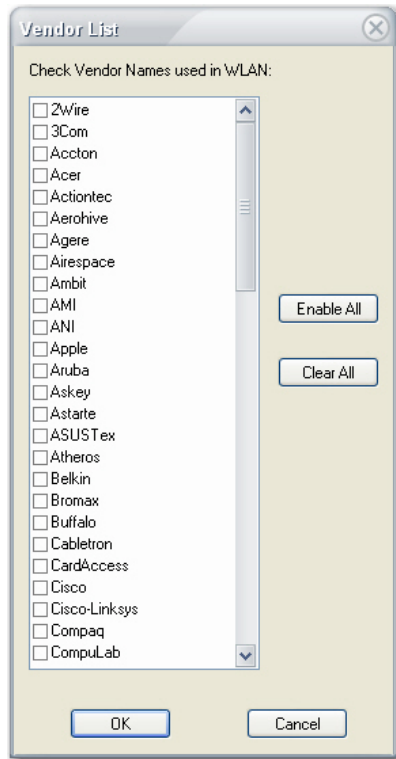 Vendor List
Check Vendor Names used in WLAN:
2Wire
3Com
Accton
Acer
Actiontec
Aerohive
Agere
Airespace
Ambit
AMI
ANI
Apple
Aruba
Askey
Astarte
ASUSTex
Atheros
Belkin
Bromax
Buffalo
Cabletron
CardAccess
Cisco
Cisco-Linksys
Compaq
CompuLab
Enable All
Clear All
OK
Cancel